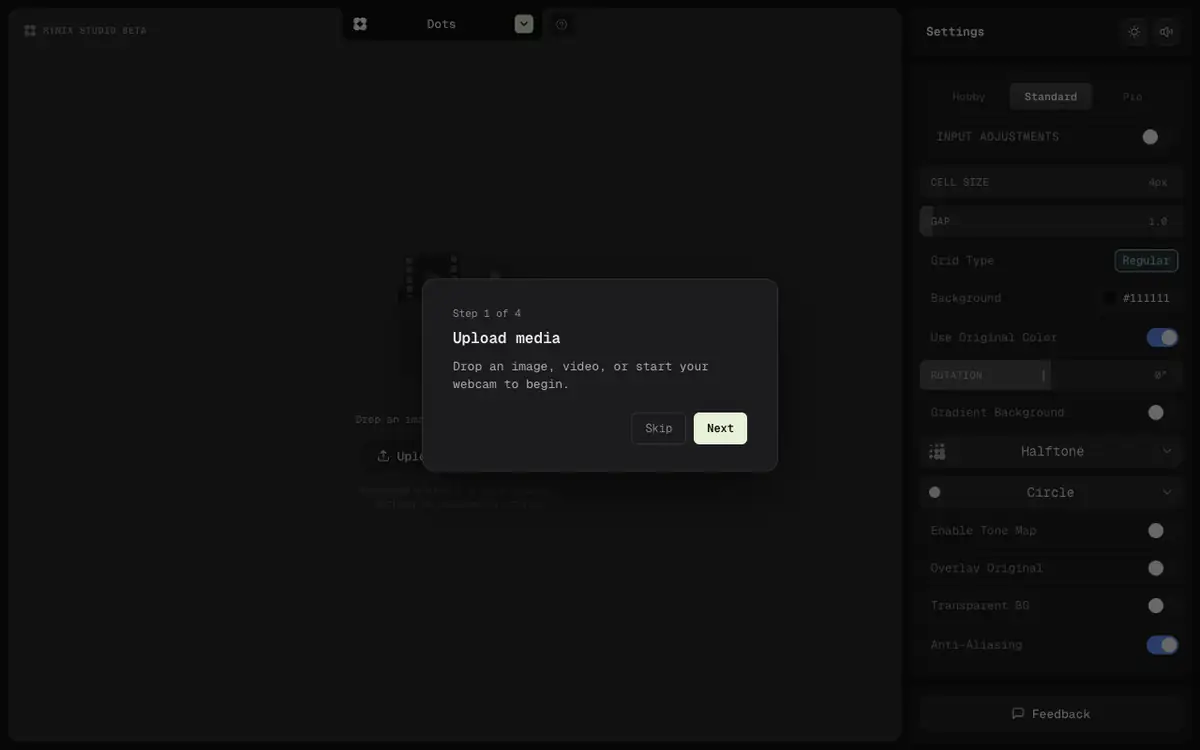 MYMIX STUDIO BETA
Dots
Settings
Hobby
Standard
Pro
INPUT ADJUSTMENTS
CELL SIZE
4px
GAP
1.0
Grid Type
Regular
Background
#111111
Use Original Color
ROTATION
0°
Gradient Background
Halftone
Circle
Enable Tone Map
Overlay Original
Transparent BG
Anti-Aliasing
Feedback
Drop an
Step 1 of 4
Upload media
Drop an image, video, or start your
webcam to begin.
Skip
Next